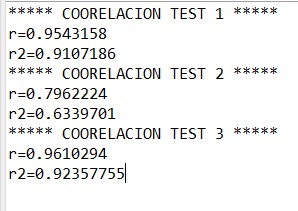 ***** COORELACION TEST 1 *****
r=0.9543158
r2=0.9107186
***** COORELACION TEST 2 *****
r=0.7962224
r2=0.6339701
***** COORELACION TEST 3 *****
r=0.9610294
r2=0.92357755